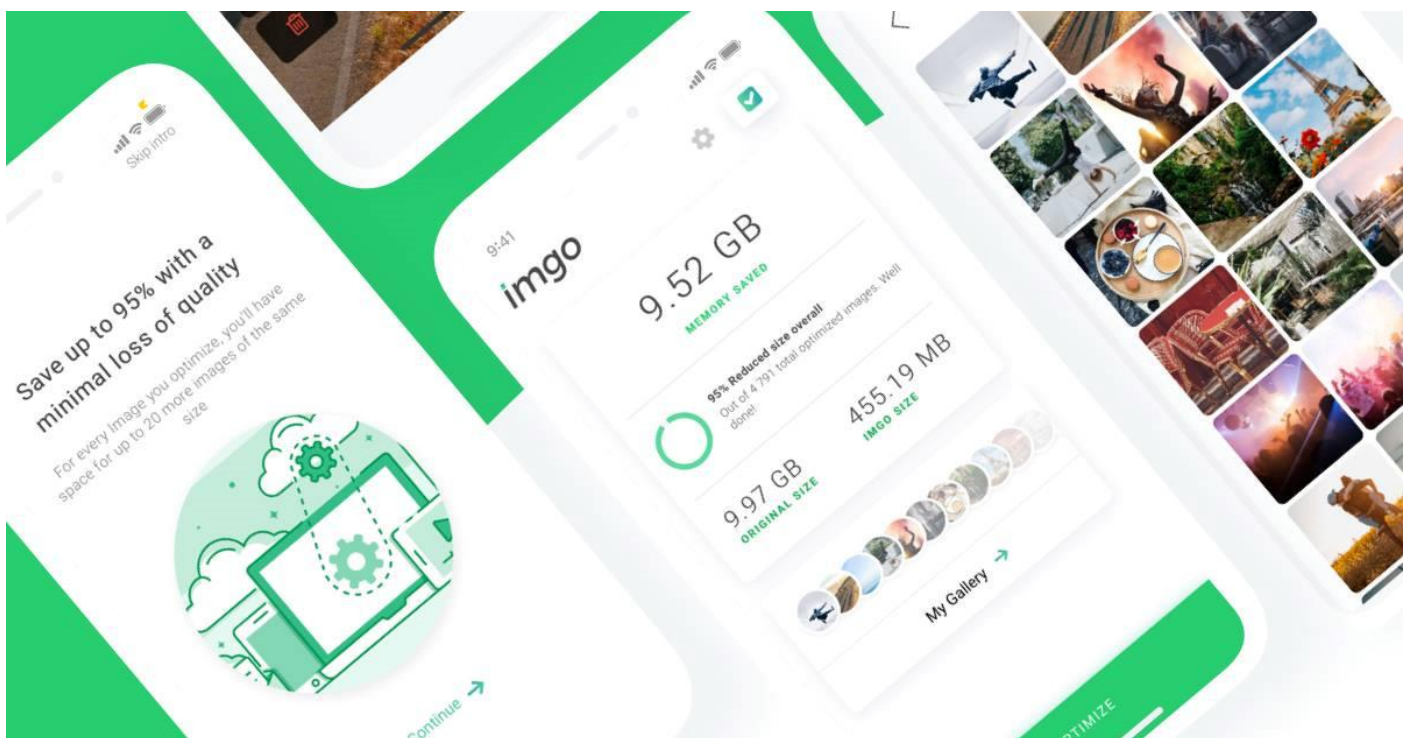 Skip intro
Save up to 95% with a
minimal loss of quality
For every image you optimize, you'll have
space for up to 20 more images of the same
size
Continue
9:41
imgo
9.52 GB
MEMORY SAVED
95% Reduced size overall
Out of 4 791 total optimized images. Well
done!
9.97 GB
ORIGINAL SIZE
455.19 MB
IMGO SIZE
My Gallery
PTIMIZE